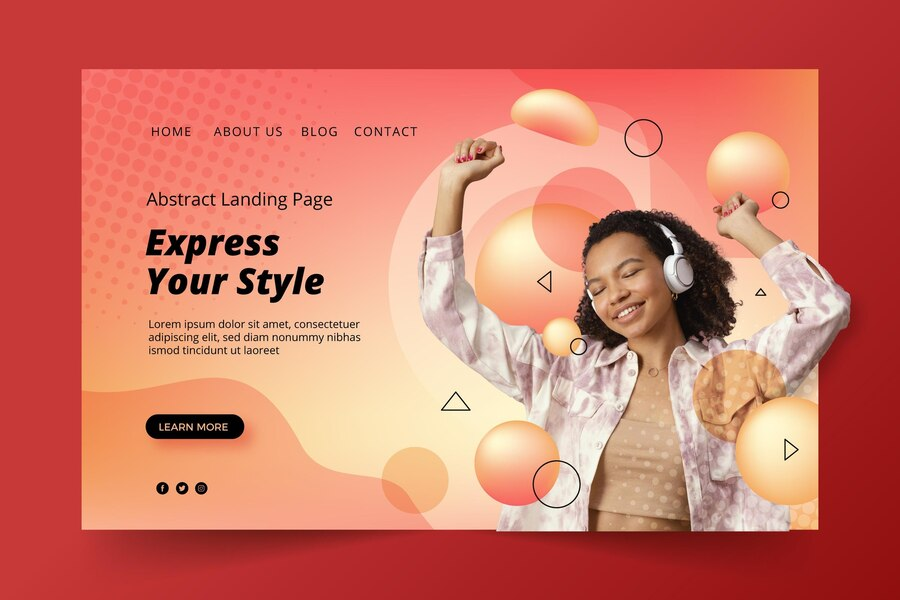 HOME ABOUT US BLOG CONTACT
Abstract Landing Page
Express
Your Style
Lorem ipsum dolor sit amet, consectetuer
adipiscing elit, sed diam nonummy nibhas
ismod tincidunt ut laoreet
LEARN MORE